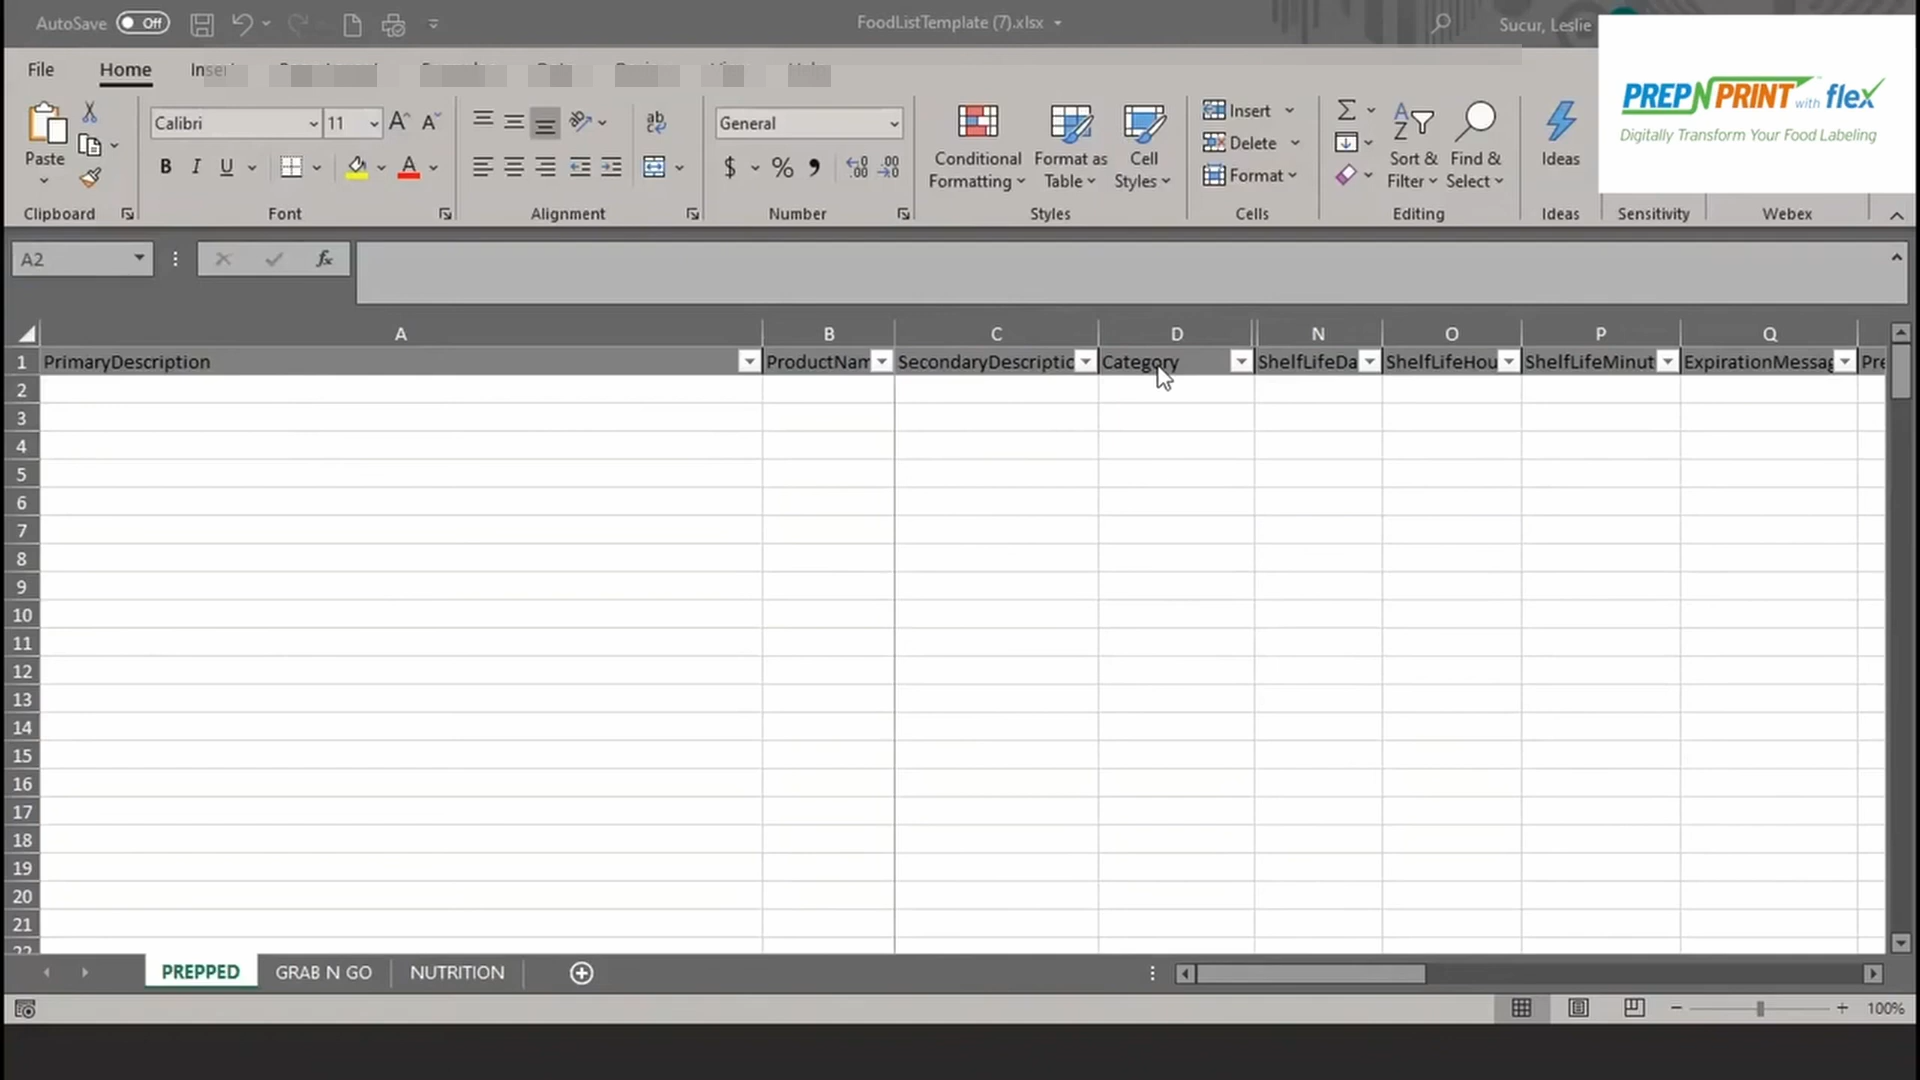 AutoSave Off FoodListTemplate (7).xlsx Sucur, Leslie
PREPNPRINT with flex
Digitally Transform Your Food Labeling
File Home
Paste
Calibri 11
B I U
ab
General
$ %
Conditional Formatting
Format as Table
Cell Styles
Insert
Delete
Format
Sort & Filter
Find & Select
Ideas
Clipboard Font Alignment Number Styles Cells Editing Ideas Sensitivity Webex
A2 fx
A B C D N O P Q
1 PrimaryDescription ProductNam SecondaryDescriptio Category ShelfLifeDa ShelfLifeHou ShelfLifeMinut ExpirationMessag Pre
2
3
4
5
6
7
8
9
10
11
12
13
14
15
16
17
18
19
20
21
22
PREPPED GRAB N GO NUTRITION
100%